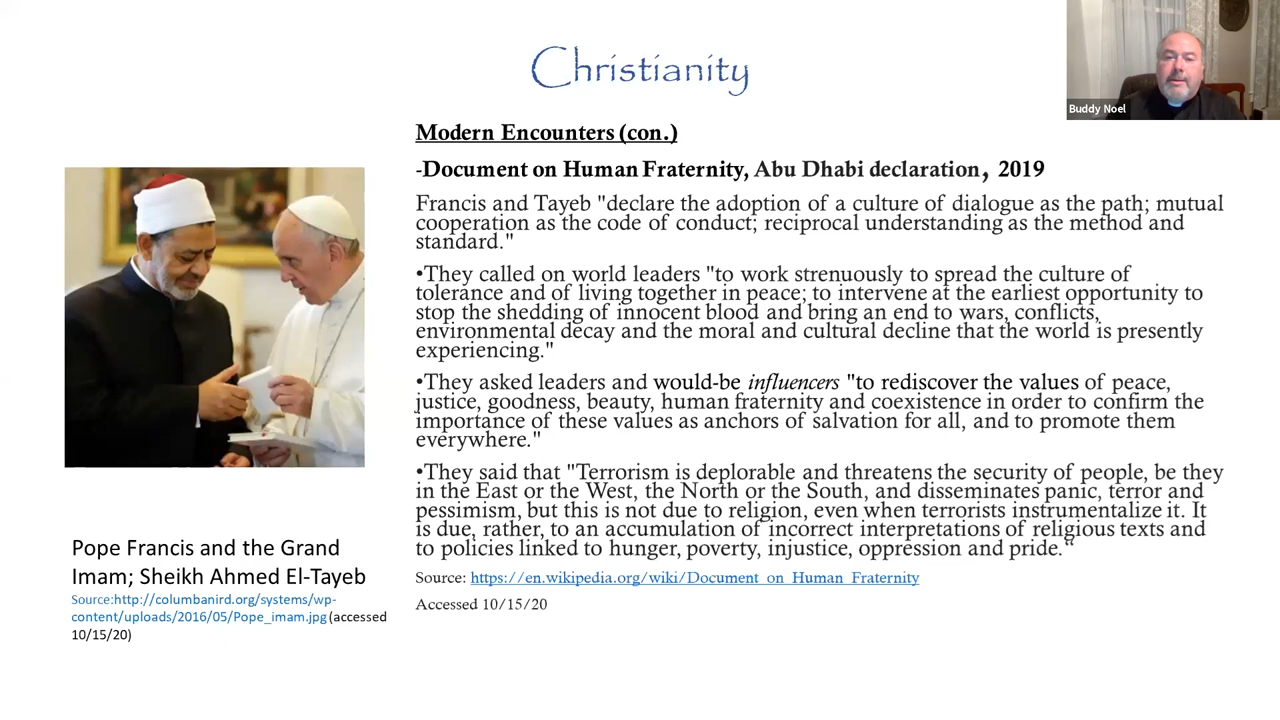 Christianity
Buddy Noel
Modern Encounters (con.)
-Document on Human Fraternity, Abu Dhabi declaration, 2019
Francis and Tayeb "declare the adoption of a culture of dialogue as the path; mutual
cooperation as the code of conduct; reciprocal understanding as the method and
standard."
•They called on world leaders "to work strenuously to spread the culture of
tolerance and of living together in peace; to intervene at the earliest opportunity to
stop the shedding of innocent blood and bring an end to wars, conflicts,
environmental decay and the moral and cultural decline that the world is presently
experiencing."
•They asked leaders and would-be influencers "to rediscover the values of peace,
justice, goodness, beauty, human fraternity and coexistence in order to confirm the
importance of these values as anchors of salvation for all, and to promote them
everywhere."
•They said that "Terrorism is deplorable and threatens the security of people, be they
in the East or the West, the North or the South, and disseminates panic, terror and
pessimism, but this is not due to religion, even when terrorists instrumentalize it. It
is due, rather, to an accumulation of incorrect interpretations of religious texts and
to policies linked to hunger, poverty, injustice, oppression and pride.“
Source: https://en.wikipedia.org/wiki/Document_on_Human_Fraternity
Accessed 10/15/20
Pope Francis and the Grand
Imam; Sheikh Ahmed El-Tayeb
Source:http://columbanird.org/systems/wp-
content/uploads/2016/05/Pope_imam.jpg (accessed
10/15/20)